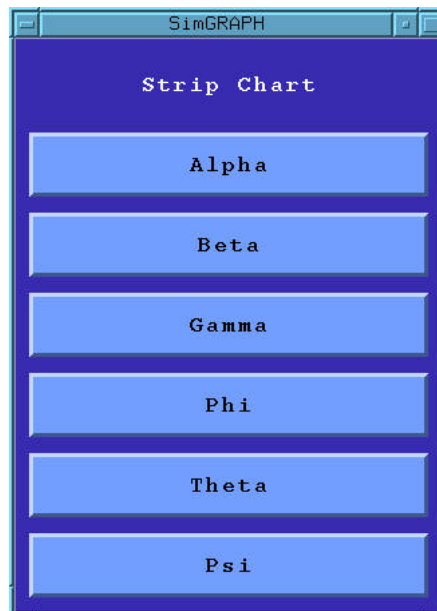 SimGRAPH
Strip Chart
Alpha
Beta
Gamma
Phi
Theta
Psi